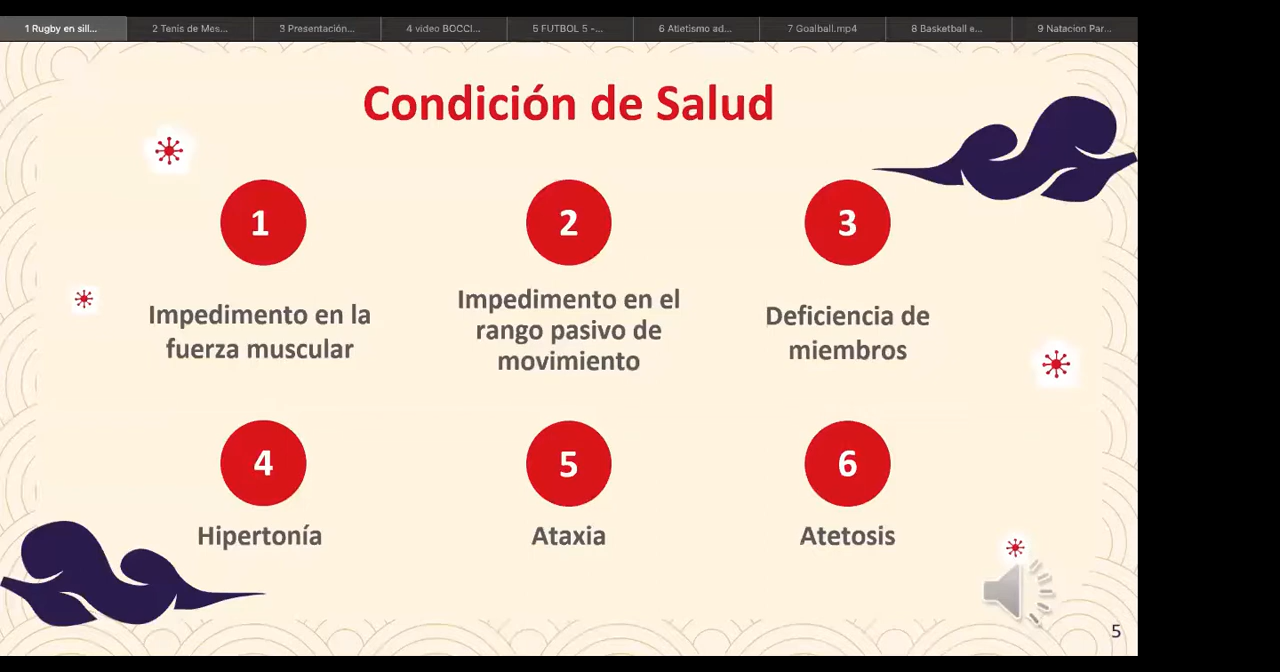 1 Rugby en sill...
2 Tenis de Mes...
3 Presentación...
4 video BOCCI...
5 FUTBOL 5 -...
6 Atletismo ad...
7 Goalball.mp4
8 Basketball e...
9 Natacion Par...
Condición de Salud
1
2
3
Impedimento en la
fuerza muscular
Impedimento en el
rango pasivo de
movimiento
Deficiencia de
miembros
4
5
6
Hipertonía
Ataxia
Atetosis
5